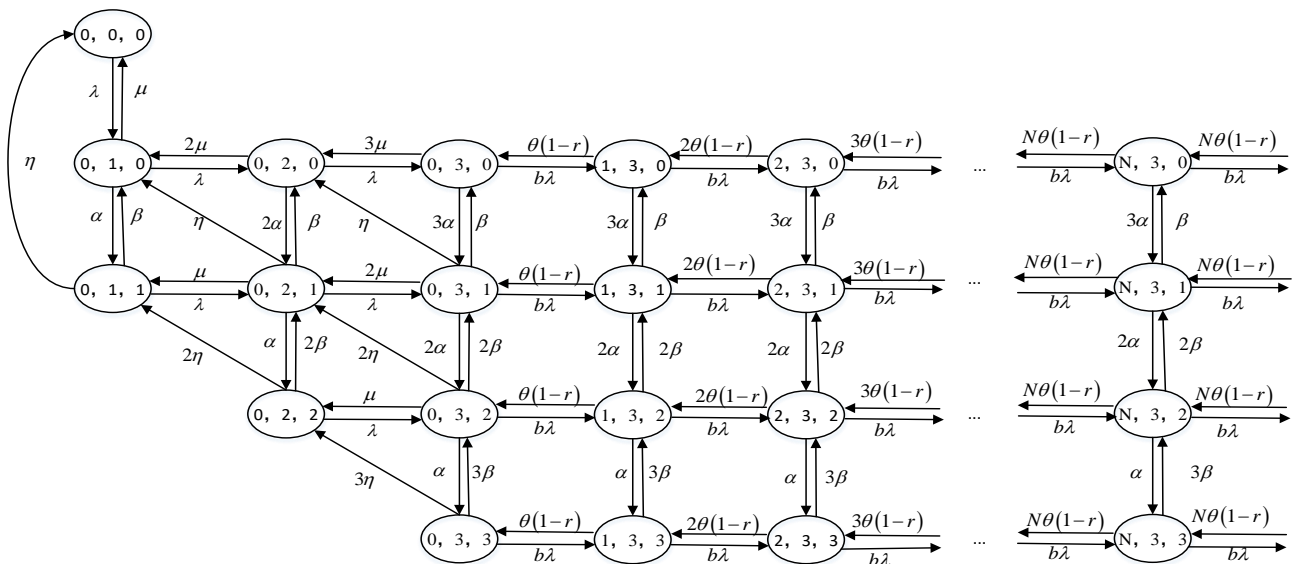 0, 0, 0
λ μ
2μ 3μ θ(1−r) 2θ(1−r) 3θ(1−r) Nθ(1−r) Nθ(1−r)
0, 1, 0 0, 2, 0 0, 3, 0 1, 3, 0 2, 3, 0 ... N, 3, 0
λ λ bλ bλ bλ bλ bλ
η α β η 2α β η 3α β 3α β 3α β 3α β
μ 2μ θ(1−r) 2θ(1−r) 3θ(1−r) Nθ(1−r) Nθ(1−r)
0, 1, 1 0, 2, 1 0, 3, 1 1, 3, 1 2, 3, 1 ... N, 3, 1
λ λ bλ bλ bλ bλ bλ
2η α 2β 2η 2α 2β 2α 2β 2α 2β 2α 2β
μ θ(1−r) 2θ(1−r) 3θ(1−r) Nθ(1−r) Nθ(1−r)
0, 2, 2 0, 3, 2 1, 3, 2 2, 3, 2 ... N, 3, 2
λ bλ bλ bλ bλ bλ
3η α 3β α 3β α 3β α 3β
θ(1−r) 2θ(1−r) 3θ(1−r) Nθ(1−r) Nθ(1−r)
0, 3, 3 1, 3, 3 2, 3, 3 ... N, 3, 3
bλ bλ bλ bλ bλ